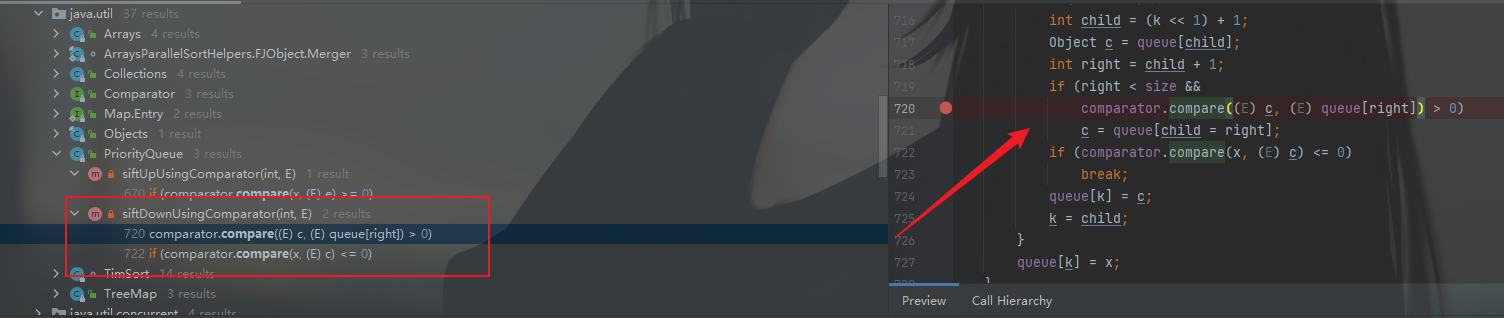 java.util 37 results
Arrays 4 results
ArraysParallelSortHelpers.FJObject.Merger 3 results
Collections 4 results
Comparator 3 results
Map.Entry 2 results
Objects 1 result
PriorityQueue 3 results
siftUpUsingComparator(int, E) 1 result
670 if (comparator.compare(x, (E) e) >= 0)
siftDownUsingComparator(int, E) 2 results
720 comparator.compare((E) c, (E) queue[right]) > 0)
722 if (comparator.compare(x, (E) c) <= 0)
TimSort 14 results
TreeMap 3 results
java.util.concurrent 4 results
716 int child = (k << 1) + 1;
717 Object c = queue[child];
718 int right = child + 1;
719 if (right < size &&
720 comparator.compare((E) c, (E) queue[right]) > 0)
721 c = queue[child = right];
722 if (comparator.compare(x, (E) c) <= 0)
723 break;
724 queue[k] = c;
725 k = child;
726 }
727 queue[k] = x;
728 }
Preview Call Hierarchy